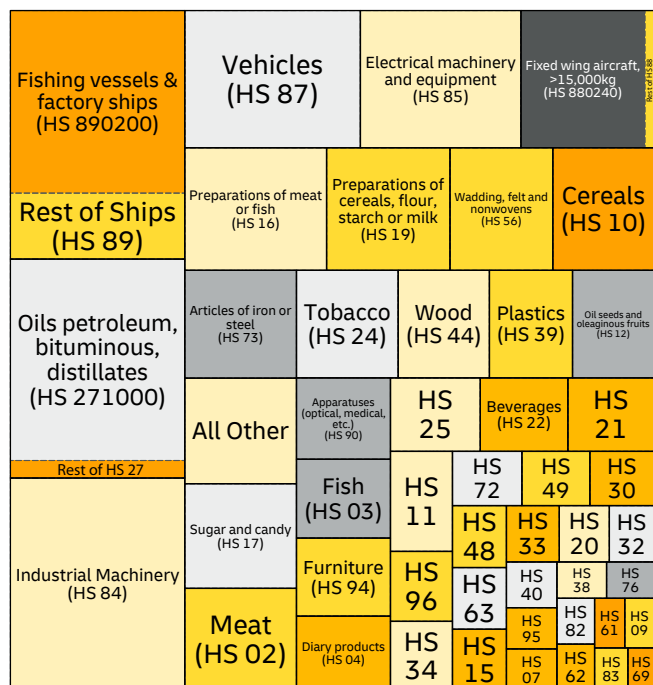 Fishing vessels &
factory ships
(HS 890200)
Rest of Ships
(HS 89)
Oils petroleum,
bituminous,
distillates
(HS 271000)
Rest of HS 27
Industrial Machinery
(HS 84)
Vehicles
(HS 87)
Electrical machinery
and equipment
(HS 85)
Fixed wing aircraft,
>15,000kg
(HS 880240)
Rest of HS 88
Preparations of meat
or fish
(HS 16)
Preparations of
cereals, flour,
starch or milk
(HS 19)
Wadding, felt and
nonwovens
(HS 56)
Cereals
(HS 10)
Articles of iron or
steel
(HS 73)
Tobacco
(HS 24)
Wood
(HS 44)
Plastics
(HS 39)
Oil seeds and
oleaginous fruits
(HS 12)
All Other
Sugar and candy
(HS 17)
Meat
(HS 02)
Apparatuses
(optical, medical,
etc.)
(HS 90)
Fish
(HS 03)
Furniture
(HS 94)
Diary products
(HS 04)
HS
25
Beverages
(HS 22)
HS
21
HS
11
HS
96
HS
34
HS
72
HS
49
HS
30
HS
48
HS
63
HS
15
HS
33
HS
20
HS
32
HS
40
HS
95
HS
07
HS
38
HS
76
HS
82
HS
61
HS
09
HS
62
HS
83
HS
69